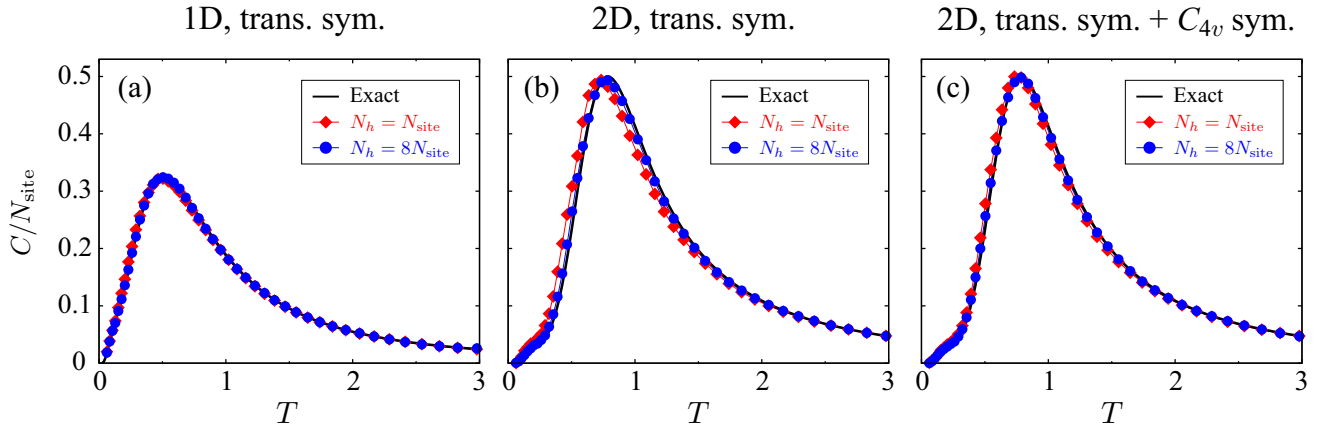 1D, trans. sym.
2D, trans. sym.
2D, trans. sym. + C₄ᵥ sym.
(a)
Exact
N_h = N_site
N_h = 8N_site
(b)
Exact
N_h = N_site
N_h = 8N_site
(c)
Exact
N_h = N_site
N_h = 8N_site
C/N_site
0.5
0.4
0.3
0.2
0.1
0
0 1 2 3
0 1 2 3
0 1 2 3
T
T
T